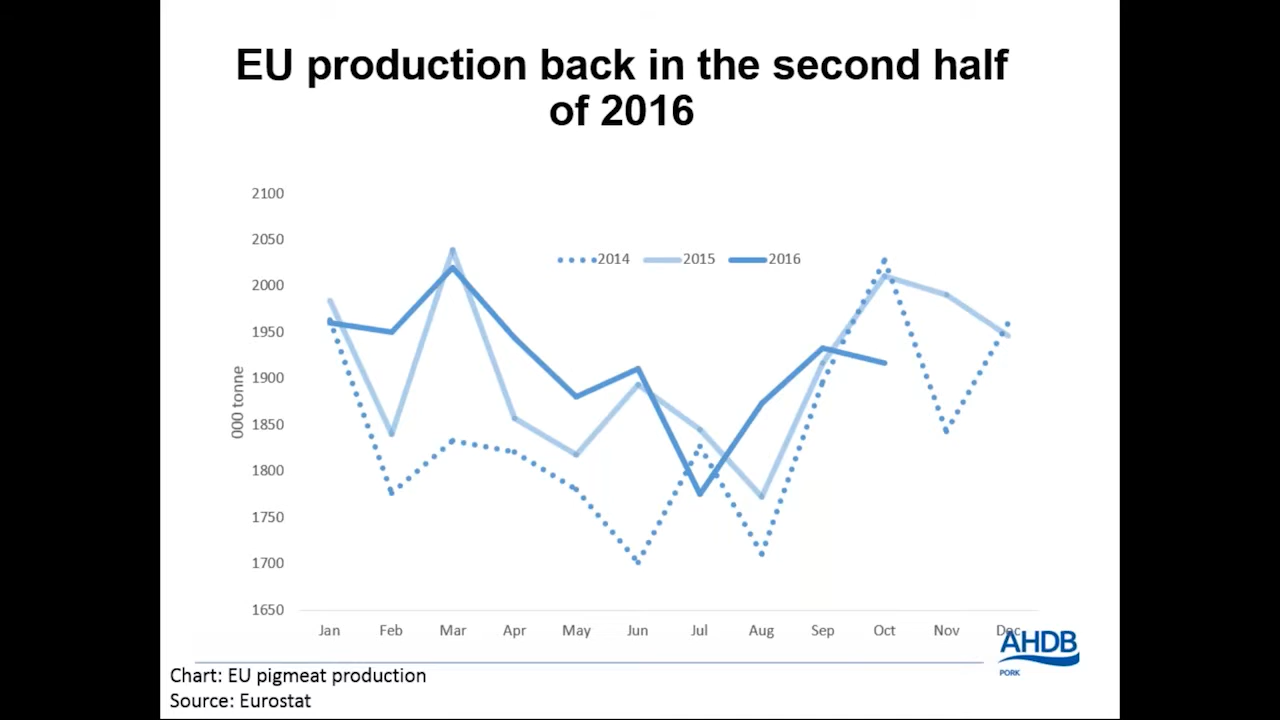 EU production back in the second half
of 2016
2100
2050
2000
1950
1900
1850
1800
1750
1700
1650
000 tonne
2014
2015
2016
Jan Feb Mar Apr May Jun Jul Aug Sep Oct Nov Dec
AHDB
PORK
Chart: EU pigmeat production
Source: Eurostat